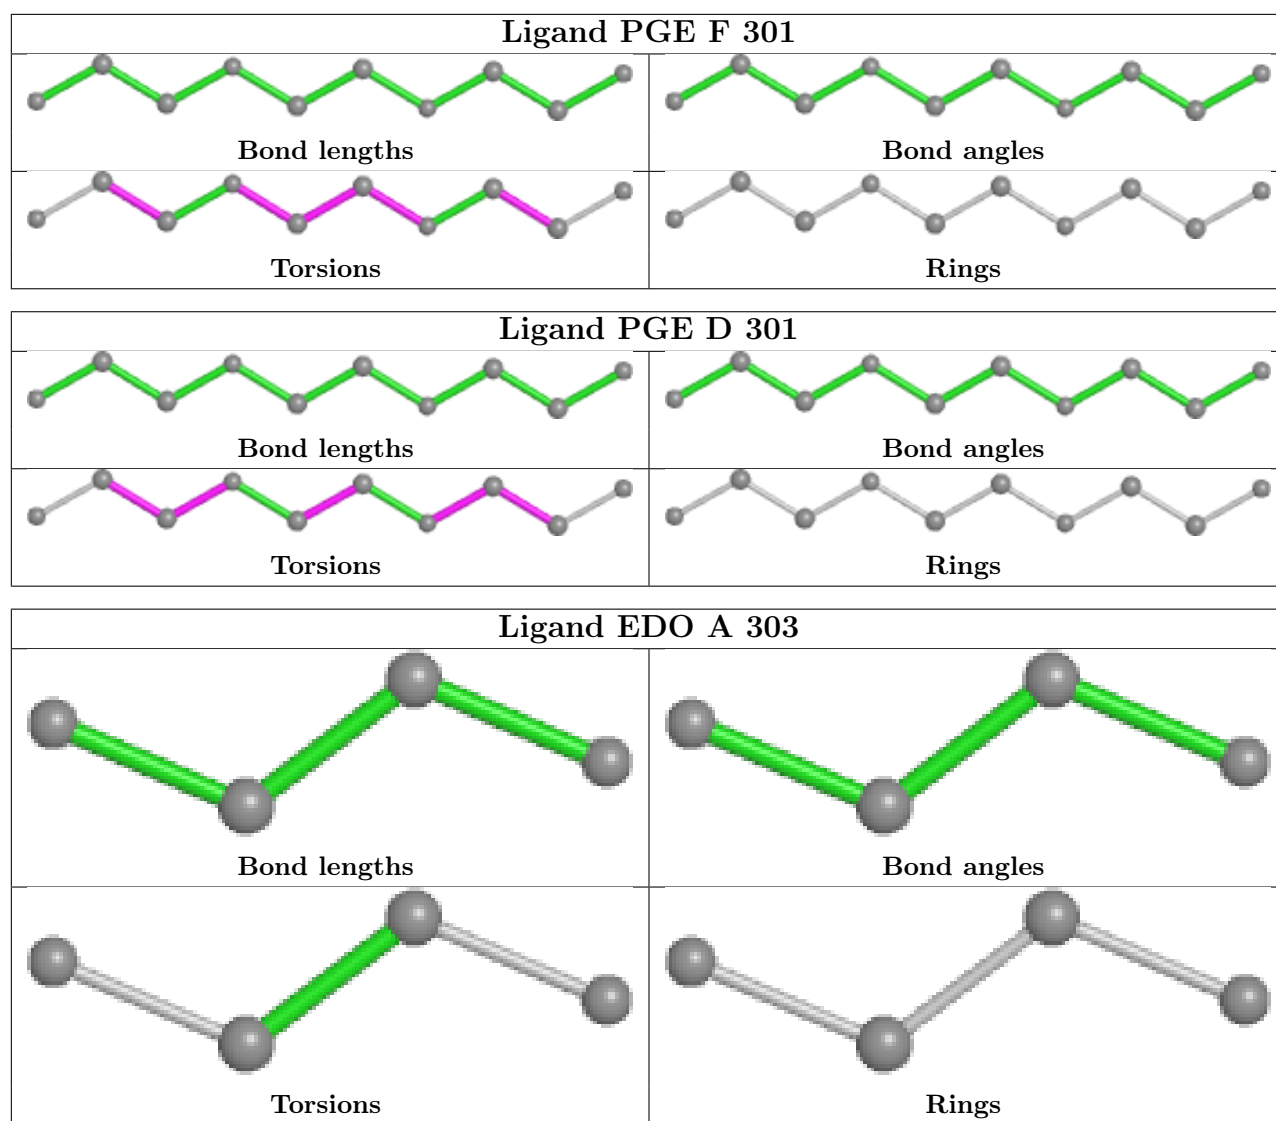 Ligand PGE F 301
Bond lengths Bond angles
Torsions Rings
Ligand PGE D 301
Bond lengths Bond angles
Torsions Rings
Ligand EDO A 303
Bond lengths Bond angles
Torsions Rings